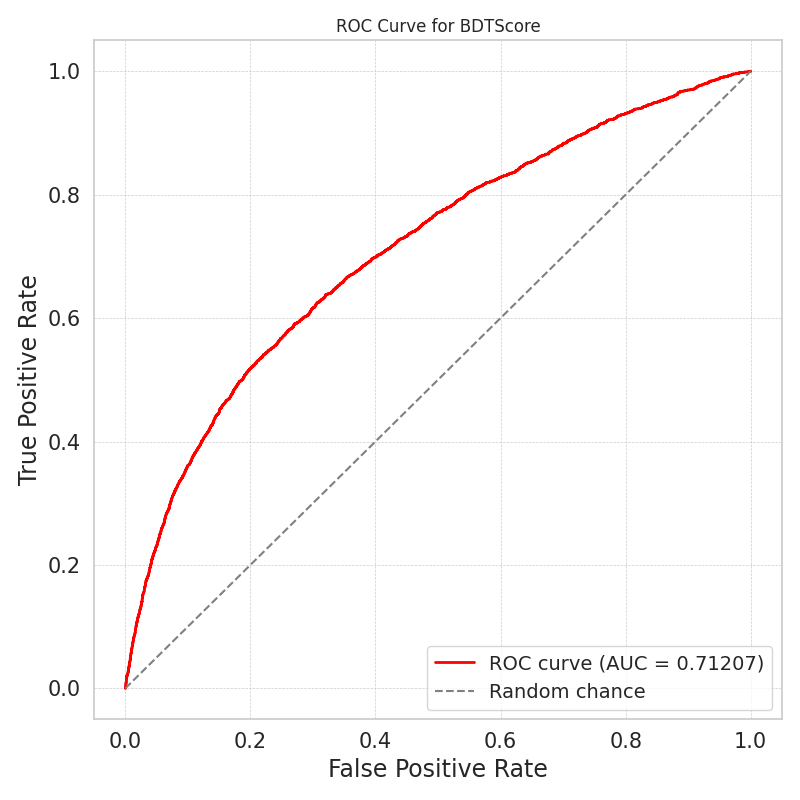 ROC Curve for BDTScore
1.0
0.8
0.6
0.4
0.2
0.0
True Positive Rate
ROC curve (AUC = 0.71207)
Random chance
0.0 0.2 0.4 0.6 0.8 1.0
False Positive Rate